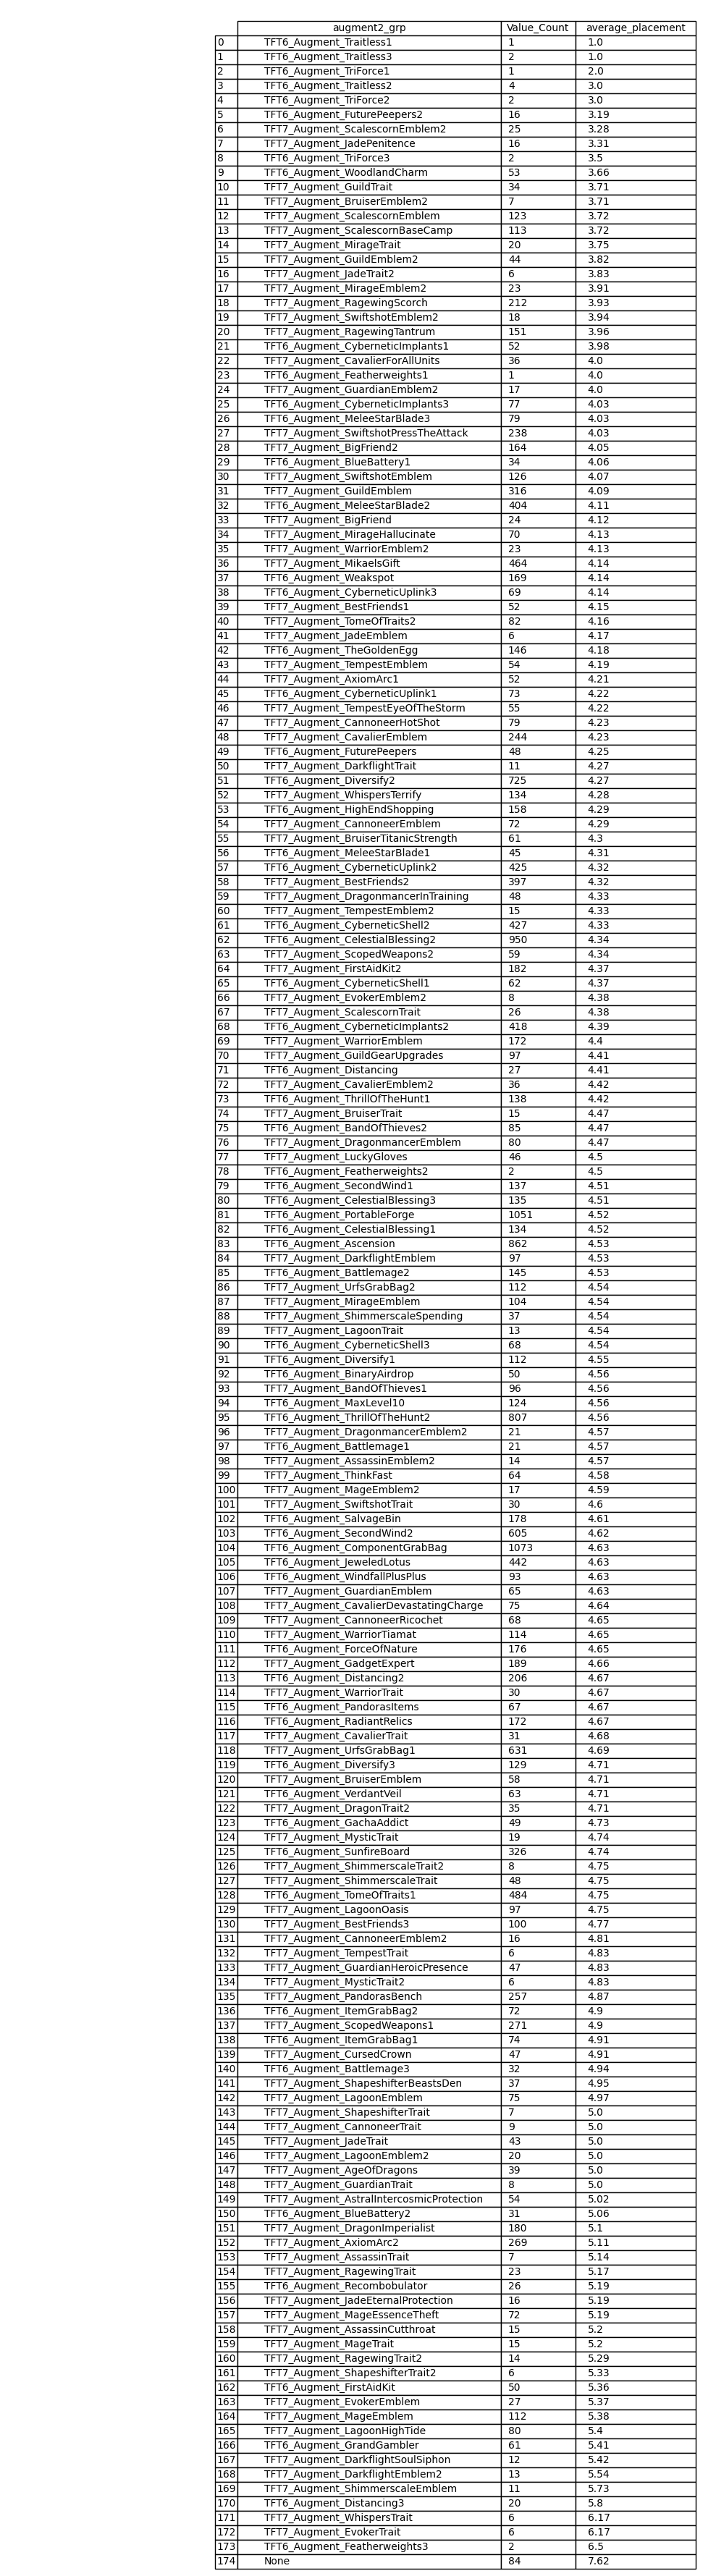 augment2_grp Value_Count average_placement
0 TFT6_Augment_Traitless1 1 1.0
1 TFT6_Augment_Traitless3 2 1.0
2 TFT6_Augment_TriForce1 1 2.0
3 TFT6_Augment_Traitless2 4 3.0
4 TFT6_Augment_TriForce2 2 3.0
5 TFT6_Augment_FuturePeepers2 16 3.19
6 TFT7_Augment_ScalescornEmblem2 25 3.28
7 TFT7_Augment_JadePenitence 16 3.31
8 TFT6_Augment_TriForce3 2 3.5
9 TFT6_Augment_WoodlandCharm 53 3.66
10 TFT7_Augment_GuildTrait 34 3.71
11 TFT7_Augment_BruiserEmblem2 7 3.71
12 TFT7_Augment_ScalescornEmblem 123 3.72
13 TFT7_Augment_ScalescornBaseCamp 113 3.72
14 TFT7_Augment_MirageTrait 20 3.75
15 TFT7_Augment_GuildEmblem2 44 3.82
16 TFT7_Augment_JadeTrait2 6 3.83
17 TFT7_Augment_MirageEmblem2 23 3.91
18 TFT7_Augment_RagewingScorch 212 3.93
19 TFT7_Augment_SwiftshotEmblem2 18 3.94
20 TFT7_Augment_RagewingTantrum 151 3.96
21 TFT6_Augment_CyberneticImplants1 52 3.98
22 TFT7_Augment_CavalierForAllUnits 36 4.0
23 TFT6_Augment_Featherweights1 1 4.0
24 TFT7_Augment_GuardianEmblem2 17 4.0
25 TFT6_Augment_CyberneticImplants3 77 4.03
26 TFT6_Augment_MeleeStarBlade3 79 4.03
27 TFT7_Augment_SwiftshotPressTheAttack 238 4.03
28 TFT7_Augment_BigFriend2 164 4.05
29 TFT6_Augment_BlueBattery1 34 4.06
30 TFT7_Augment_SwiftshotEmblem 126 4.07
31 TFT7_Augment_GuildEmblem 316 4.09
32 TFT6_Augment_MeleeStarBlade2 404 4.11
33 TFT7_Augment_BigFriend 24 4.12
34 TFT7_Augment_MirageHallucinate 70 4.13
35 TFT7_Augment_WarriorEmblem2 23 4.13
36 TFT7_Augment_MikaelsGift 464 4.14
37 TFT6_Augment_Weakspot 169 4.14
38 TFT6_Augment_CyberneticUplink3 69 4.14
39 TFT7_Augment_BestFriends1 52 4.15
40 TFT7_Augment_TomeOfTraits2 82 4.16
41 TFT7_Augment_JadeEmblem 6 4.17
42 TFT6_Augment_TheGoldenEgg 146 4.18
43 TFT7_Augment_TempestEmblem 54 4.19
44 TFT7_Augment_AxiomArc1 52 4.21
45 TFT6_Augment_CyberneticUplink1 73 4.22
46 TFT7_Augment_TempestEyeOfTheStorm 55 4.22
47 TFT7_Augment_CannoneerHotShot 79 4.23
48 TFT7_Augment_CavalierEmblem 244 4.23
49 TFT6_Augment_FuturePeepers 48 4.25
50 TFT7_Augment_DarkflightTrait 11 4.27
51 TFT6_Augment_Diversify2 725 4.27
52 TFT7_Augment_WhispersTerrify 134 4.28
53 TFT6_Augment_HighEndShopping 158 4.29
54 TFT7_Augment_CannoneerEmblem 72 4.29
55 TFT7_Augment_BruiserTitanicStrength 61 4.3
56 TFT6_Augment_MeleeStarBlade1 45 4.31
57 TFT6_Augment_CyberneticUplink2 425 4.32
58 TFT7_Augment_BestFriends2 397 4.32
59 TFT7_Augment_DragonmancerInTraining 48 4.33
60 TFT7_Augment_TempestEmblem2 15 4.33
61 TFT6_Augment_CyberneticShell2 427 4.33
62 TFT6_Augment_CelestialBlessing2 950 4.34
63 TFT7_Augment_ScopedWeapons2 59 4.34
64 TFT7_Augment_FirstAidKit2 182 4.37
65 TFT6_Augment_CyberneticShell1 62 4.37
66 TFT7_Augment_EvokerEmblem2 8 4.38
67 TFT7_Augment_ScalescornTrait 26 4.38
68 TFT6_Augment_CyberneticImplants2 418 4.39
69 TFT7_Augment_WarriorEmblem 172 4.4
70 TFT7_Augment_GuildGearUpgrades 97 4.41
71 TFT6_Augment_Distancing 27 4.41
72 TFT7_Augment_CavalierEmblem2 36 4.42
73 TFT6_Augment_ThrillOfTheHunt1 138 4.42
74 TFT7_Augment_BruiserTrait 15 4.47
75 TFT6_Augment_BandOfThieves2 85 4.47
76 TFT7_Augment_DragonmancerEmblem 80 4.47
77 TFT7_Augment_LuckyGloves 46 4.5
78 TFT6_Augment_Featherweights2 2 4.5
79 TFT6_Augment_SecondWind1 137 4.51
80 TFT6_Augment_CelestialBlessing3 135 4.51
81 TFT6_Augment_PortableForge 1051 4.52
82 TFT6_Augment_CelestialBlessing1 134 4.52
83 TFT6_Augment_Ascension 862 4.53
84 TFT7_Augment_DarkflightEmblem 97 4.53
85 TFT6_Augment_Battlemage2 145 4.53
86 TFT7_Augment_UrfsGrabBag2 112 4.54
87 TFT7_Augment_MirageEmblem 104 4.54
88 TFT7_Augment_ShimmerscaleSpending 37 4.54
89 TFT7_Augment_LagoonTrait 13 4.54
90 TFT6_Augment_CyberneticShell3 68 4.54
91 TFT6_Augment_Diversify1 112 4.55
92 TFT6_Augment_BinaryAirdrop 50 4.56
93 TFT7_Augment_BandOfThieves1 96 4.56
94 TFT6_Augment_MaxLevel10 124 4.56
95 TFT6_Augment_ThrillOfTheHunt2 807 4.56
96 TFT7_Augment_DragonmancerEmblem2 21 4.57
97 TFT6_Augment_Battlemage1 21 4.57
98 TFT7_Augment_AssassinEmblem2 14 4.57
99 TFT7_Augment_ThinkFast 64 4.58
100 TFT7_Augment_MageEmblem2 17 4.59
101 TFT7_Augment_SwiftshotTrait 30 4.6
102 TFT6_Augment_SalvageBin 178 4.61
103 TFT6_Augment_SecondWind2 605 4.62
104 TFT6_Augment_ComponentGrabBag 1073 4.63
105 TFT6_Augment_JeweledLotus 442 4.63
106 TFT6_Augment_WindfallPlusPlus 93 4.63
107 TFT7_Augment_GuardianEmblem 65 4.63
108 TFT7_Augment_CavalierDevastatingCharge 75 4.64
109 TFT7_Augment_CannoneerRicochet 68 4.65
110 TFT7_Augment_WarriorTiamat 114 4.65
111 TFT6_Augment_ForceOfNature 176 4.65
112 TFT7_Augment_GadgetExpert 189 4.66
113 TFT6_Augment_Distancing2 206 4.67
114 TFT7_Augment_WarriorTrait 30 4.67
115 TFT6_Augment_PandorasItems 67 4.67
116 TFT6_Augment_RadiantRelics 172 4.67
117 TFT7_Augment_CavalierTrait 31 4.68
118 TFT7_Augment_UrfsGrabBag1 631 4.69
119 TFT6_Augment_Diversify3 129 4.71
120 TFT7_Augment_BruiserEmblem 58 4.71
121 TFT6_Augment_VerdantVeil 63 4.71
122 TFT7_Augment_DragonTrait2 35 4.71
123 TFT7_Augment_GachaAddict 49 4.73
124 TFT7_Augment_MysticTrait 19 4.74
125 TFT6_Augment_SunfireBoard 326 4.74
126 TFT7_Augment_ShimmerscaleTrait2 8 4.75
127 TFT7_Augment_ShimmerscaleTrait 48 4.75
128 TFT6_Augment_TomeOfTraits1 484 4.75
129 TFT7_Augment_LagoonOasis 97 4.75
130 TFT7_Augment_BestFriends3 100 4.77
131 TFT7_Augment_CannoneerEmblem2 16 4.81
132 TFT7_Augment_TempestTrait 6 4.83
133 TFT7_Augment_GuardianHeroicPresence 47 4.83
134 TFT7_Augment_MysticTrait2 6 4.83
135 TFT7_Augment_PandorasBench 257 4.87
136 TFT6_Augment_ItemGrabBag2 72 4.9
137 TFT7_Augment_ScopedWeapons1 271 4.9
138 TFT6_Augment_ItemGrabBag1 74 4.91
139 TFT7_Augment_CursedCrown 47 4.91
140 TFT6_Augment_Battlemage3 32 4.94
141 TFT7_Augment_ShapeshifterBeastsDen 37 4.95
142 TFT7_Augment_LagoonEmblem 75 4.97
143 TFT7_Augment_ShapeshifterTrait 7 5.0
144 TFT7_Augment_CannoneerTrait 9 5.0
145 TFT7_Augment_JadeTrait 43 5.0
146 TFT7_Augment_LagoonEmblem2 20 5.0
147 TFT7_Augment_AgeOfDragons 39 5.0
148 TFT7_Augment_GuardianTrait 8 5.0
149 TFT7_Augment_AstralIntercosmicProtection 54 5.02
150 TFT6_Augment_BlueBattery2 31 5.06
151 TFT7_Augment_DragonImperialist 180 5.1
152 TFT7_Augment_AxiomArc2 269 5.11
153 TFT7_Augment_AssassinTrait 7 5.14
154 TFT7_Augment_RagewingTrait 23 5.17
155 TFT6_Augment_Recombobulator 26 5.19
156 TFT7_Augment_JadeEternalProtection 16 5.19
157 TFT7_Augment_MageEssenceTheft 72 5.19
158 TFT7_Augment_AssassinCutthroat 15 5.2
159 TFT7_Augment_MageTrait 15 5.2
160 TFT7_Augment_RagewingTrait2 14 5.29
161 TFT7_Augment_ShapeshifterTrait2 6 5.33
162 TFT6_Augment_FirstAidKit 50 5.36
163 TFT7_Augment_EvokerEmblem 27 5.37
164 TFT7_Augment_MageEmblem 112 5.38
165 TFT7_Augment_LagoonHighTide 80 5.4
166 TFT6_Augment_GrandGambler 61 5.41
167 TFT7_Augment_DarkflightSoulSiphon 12 5.42
168 TFT7_Augment_DarkflightEmblem2 13 5.54
169 TFT7_Augment_ShimmerscaleEmblem 11 5.73
170 TFT6_Augment_Distancing3 20 5.8
171 TFT7_Augment_WhispersTrait 6 6.17
172 TFT7_Augment_EvokerTrait 6 6.17
173 TFT6_Augment_Featherweights3 2 6.5
174 None 84 7.62